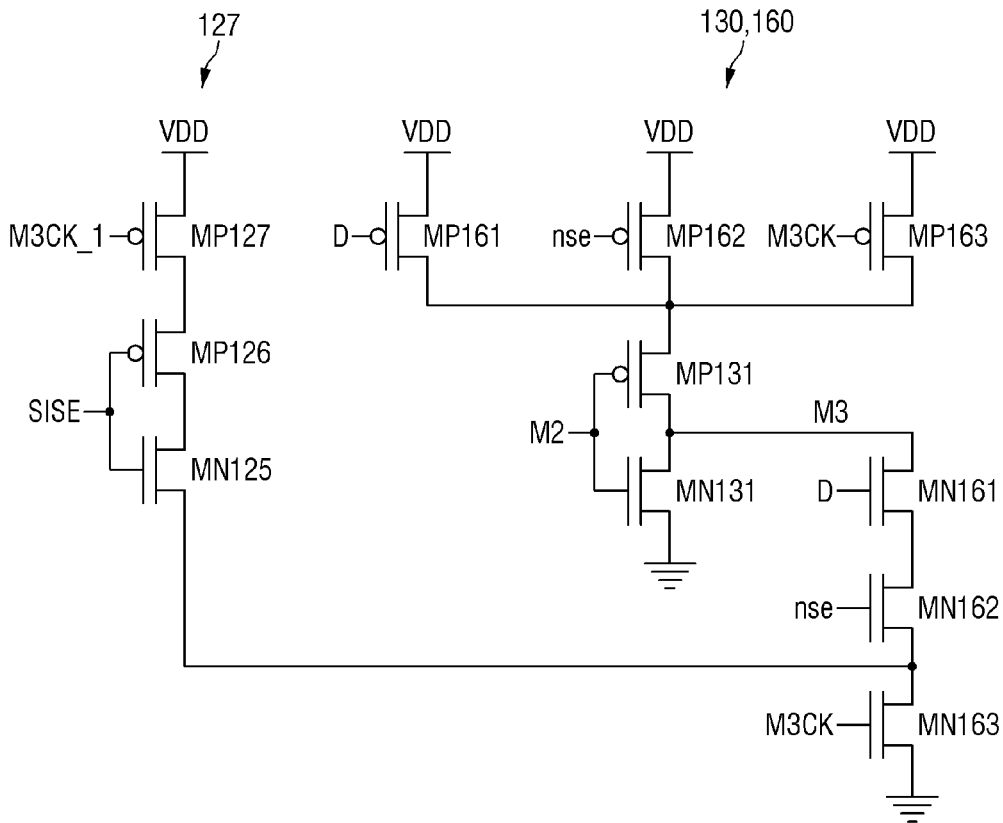 127
130,160
VDD
VDD
VDD
VDD
M3CK_1
MP127
D
MP161
nse
MP162
M3CK
MP163
MP126
MP131
SISE
M2
M3
MN125
MN131
D
MN161
nse
MN162
M3CK
MN163